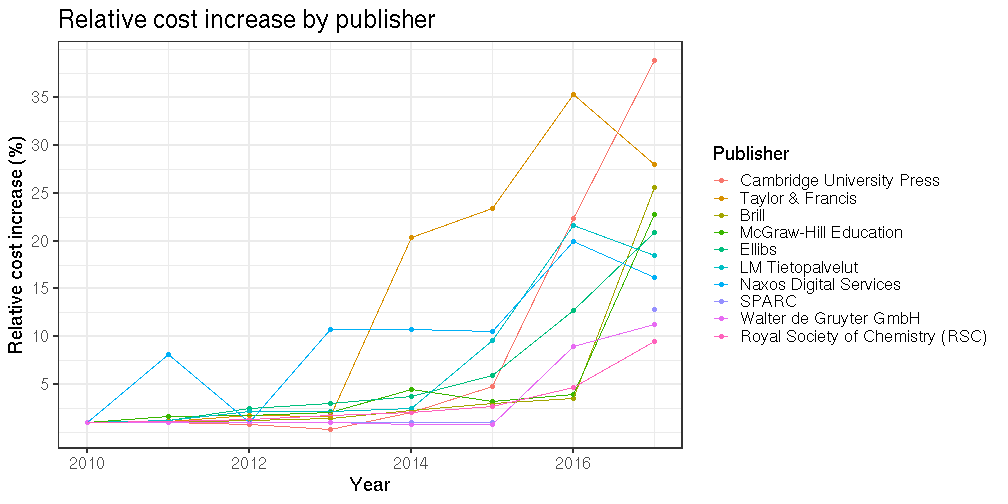 Relative cost increase by publisher
Relative cost increase (%)
35
30
25
20
15
10
5
2010
2012
2014
2016
Year
Publisher
Cambridge University Press
Taylor & Francis
Brill
McGraw-Hill Education
Ellibs
LM Tietopalvelut
Naxos Digital Services
SPARC
Walter de Gruyter GmbH
Royal Society of Chemistry (RSC)